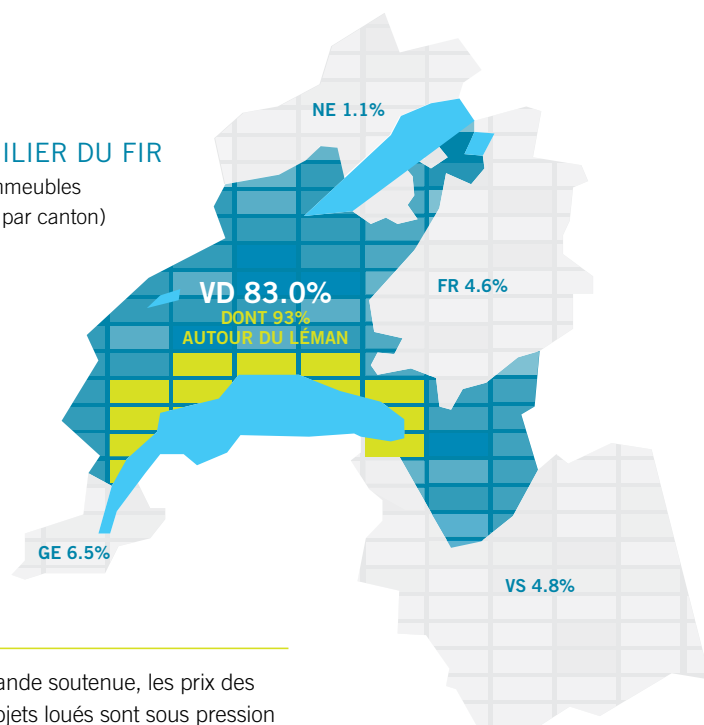 NE 1.1%
ILIER DU FIR
mmeubles
par canton)
VD 83.0%
DONT 93%
AUTOUR DU LÉMAN
FR 4.6%
GE 6.5%
VS 4.8%
ande soutenue, les prix des
ojets loués sont sous pression